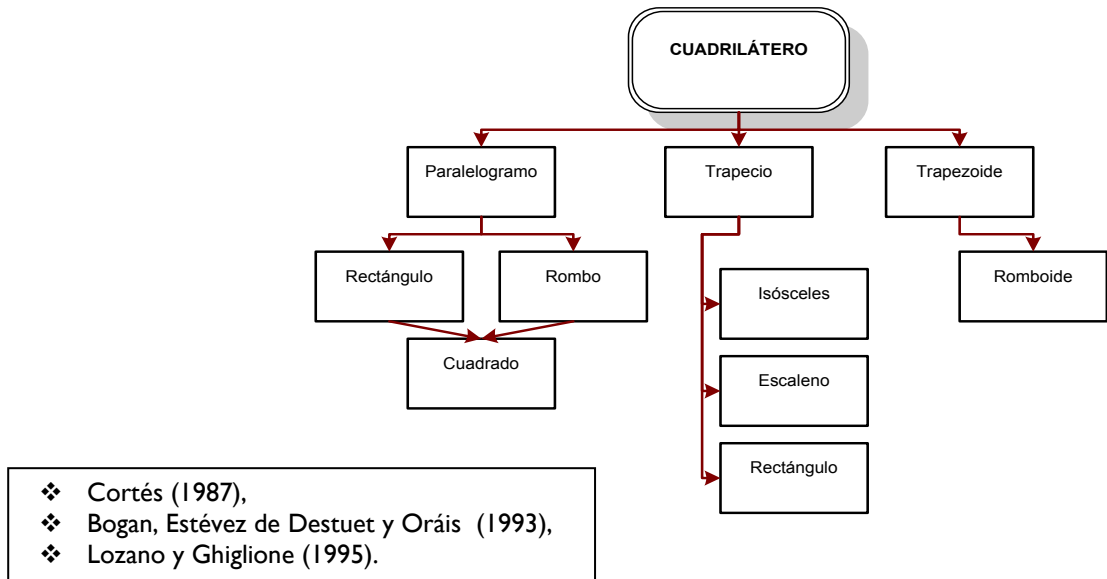 CUADRILÁTERO
Paralelogramo
Trapecio
Trapezoide
Rectángulo
Rombo
Romboide
Isósceles
Cuadrado
Escaleno
Rectángulo
❖ Cortés (1987),
❖ Bogan, Estévez de Destuet y Oráis (1993),
❖ Lozano y Ghiglione (1995).